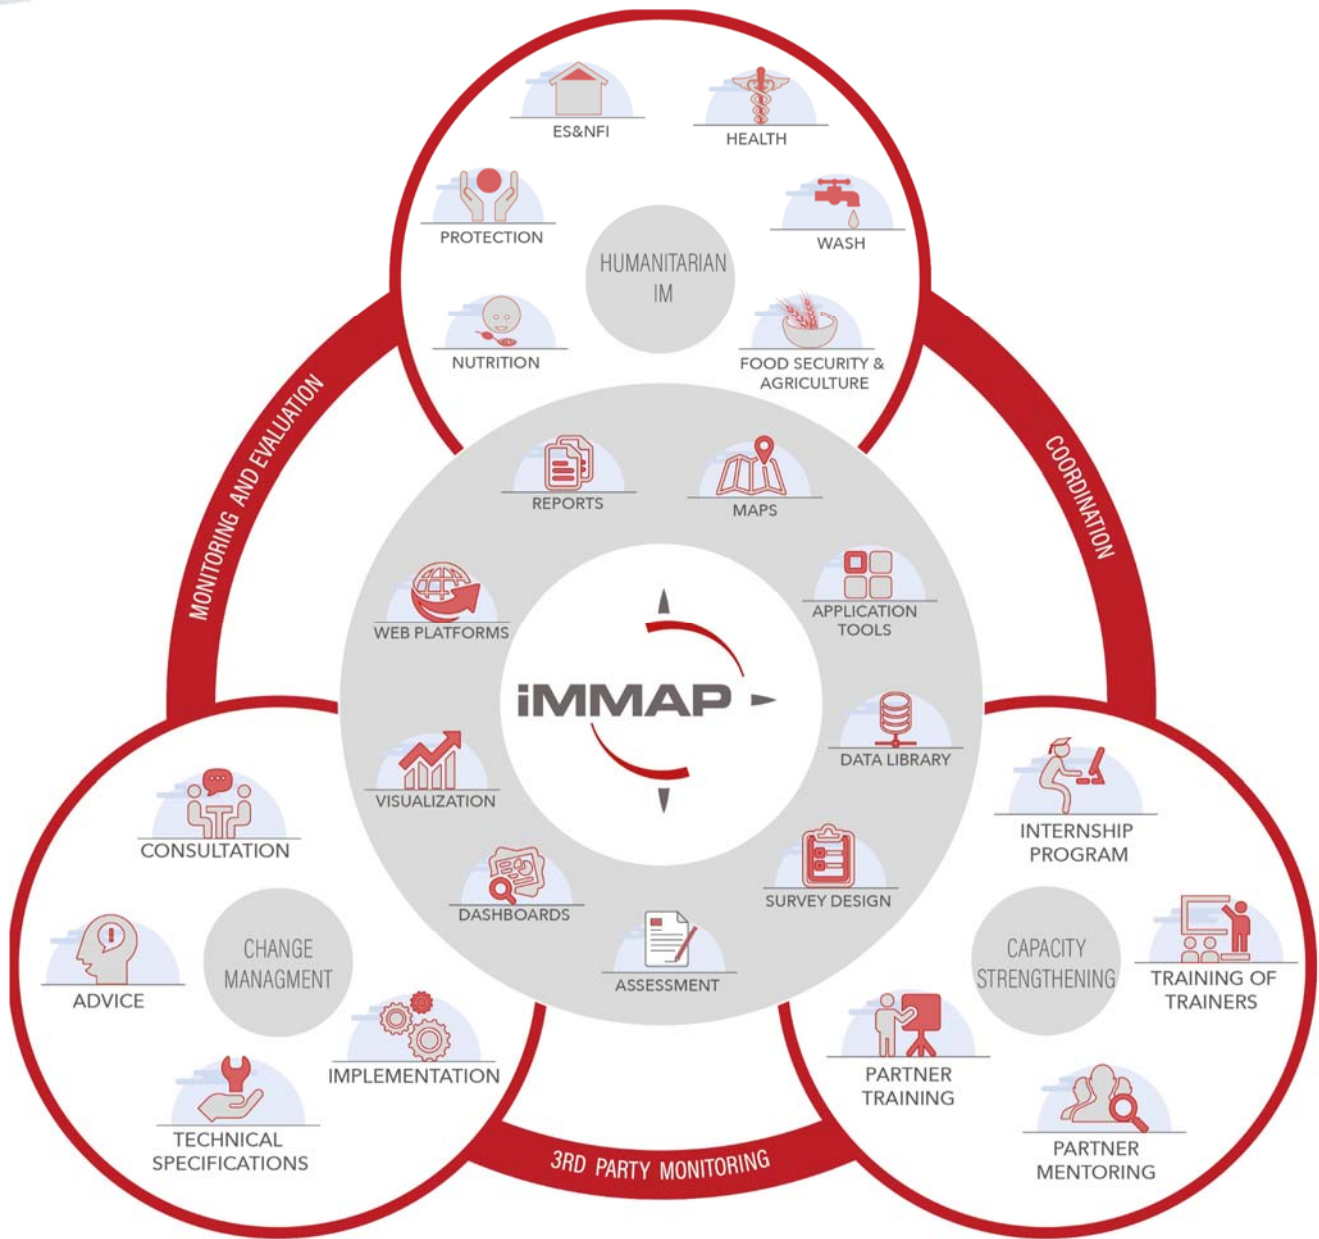 ES&NFI
HEALTH
PROTECTION
WASH
HUMANITARIAN
IM
NUTRITION
FOOD SECURITY &
AGRICULTURE
MONITORING AND EVALUATION
COORDINATION
REPORTS
MAPS
WEB PLATFORMS
APPLICATION
TOOLS
iMMAP
VISUALIZATION
DATA LIBRARY
DASHBOARDS
SURVEY DESIGN
ASSESSMENT
CONSULTATION
ADVICE
CHANGE
MANAGMENT
IMPLEMENTATION
TECHNICAL
SPECIFICATIONS
INTERNSHIP
PROGRAM
CAPACITY
STRENGTHENING
TRAINING OF
TRAINERS
PARTNER
TRAINING
PARTNER
MENTORING
3RD PARTY MONITORING